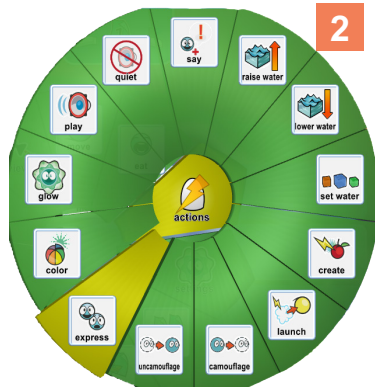 2
say
raise water
lower water
set water
create
launch
camouflage
uncamouflage
express
color
glow
play
quiet
actions